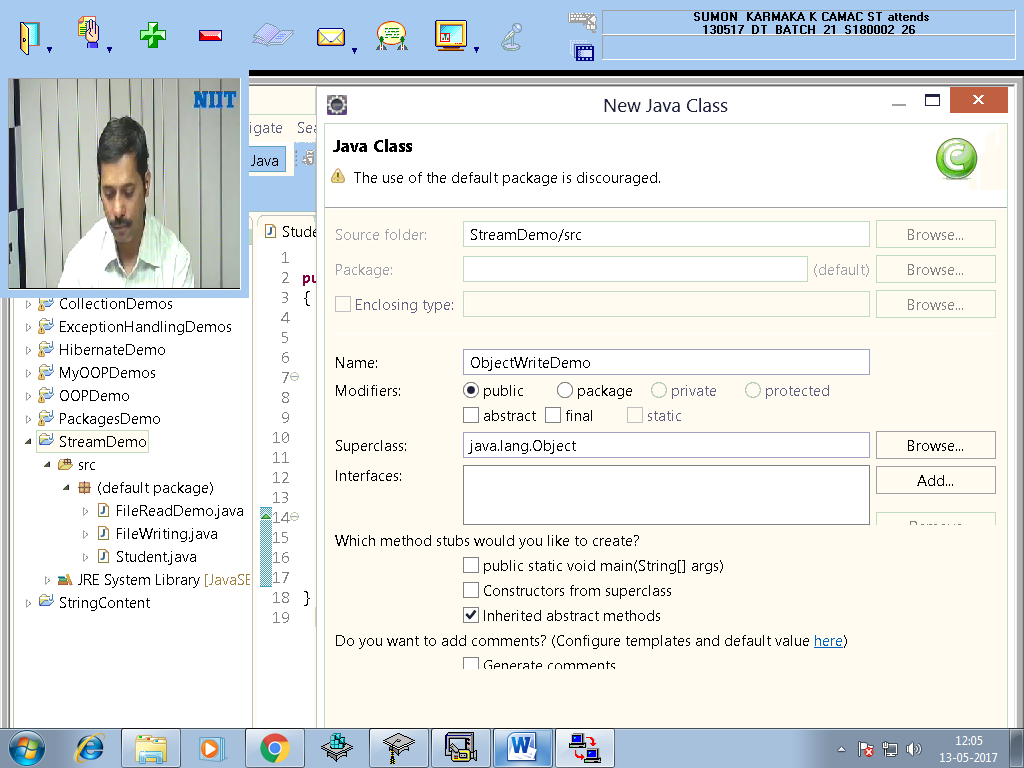 SUMON KARMAKA K CAMAC ST attends
130517 DT BATCH 21 S180002 26
NIIT
New Java Class
igate Sea
Java
Java Class
The use of the default package is discouraged.
Stude
Source folder: StreamDemo/src Browse...
Package: (default) Browse...
Enclosing type: Browse...
Name: ObjectWriteDemo
Modifiers: public package private protected
abstract final static
Superclass: java.lang.Object Browse...
Interfaces: Add...
Remove
Which method stubs would you like to create?
public static void main(String[] args)
Constructors from superclass
Inherited abstract methods
Do you want to add comments? (Configure templates and default value here)
Generate comments
1
2 pu
3 {
4
5
6
7
8
9
10
11
12
13
14
15
16
17
18 }
19
CollectionDemos
ExceptionHandlingDemos
HibernateDemo
MyOOPDemos
OOPDemo
PackagesDemo
StreamDemo
src
(default package)
FileReadDemo.java
FileWriting.java
Student.java
JRE System Library [JavaSE
StringContent
12:05
13-05-2017